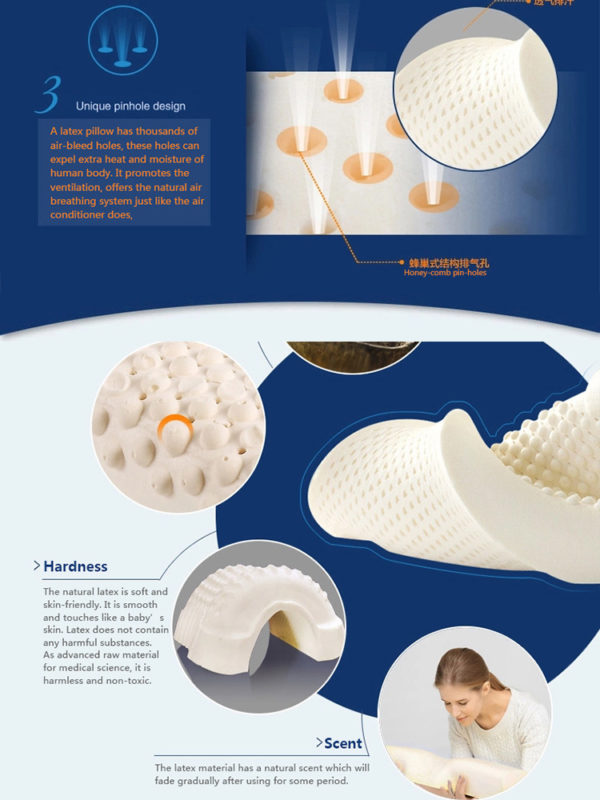 透气排汗
3
Unique pinhole design
A latex pillow has thousands of
air-bleed holes, these holes can
expel extra heat and moisture of
human body. It promotes the
ventilation, offers the natural air
breathing system just like the air
conditioner does,
蜂巢式结构排气孔
Honey-comb pin-holes
>Hardness
The natural latex is soft and
skin-friendly. It is smooth
and touches like a baby’ s
skin. Latex does not contain
any harmful substances.
As advanced raw material
for medical science, it is
harmless and non-toxic.
>Scent
The latex material has a natural scent which will
fade gradually after using for some period.